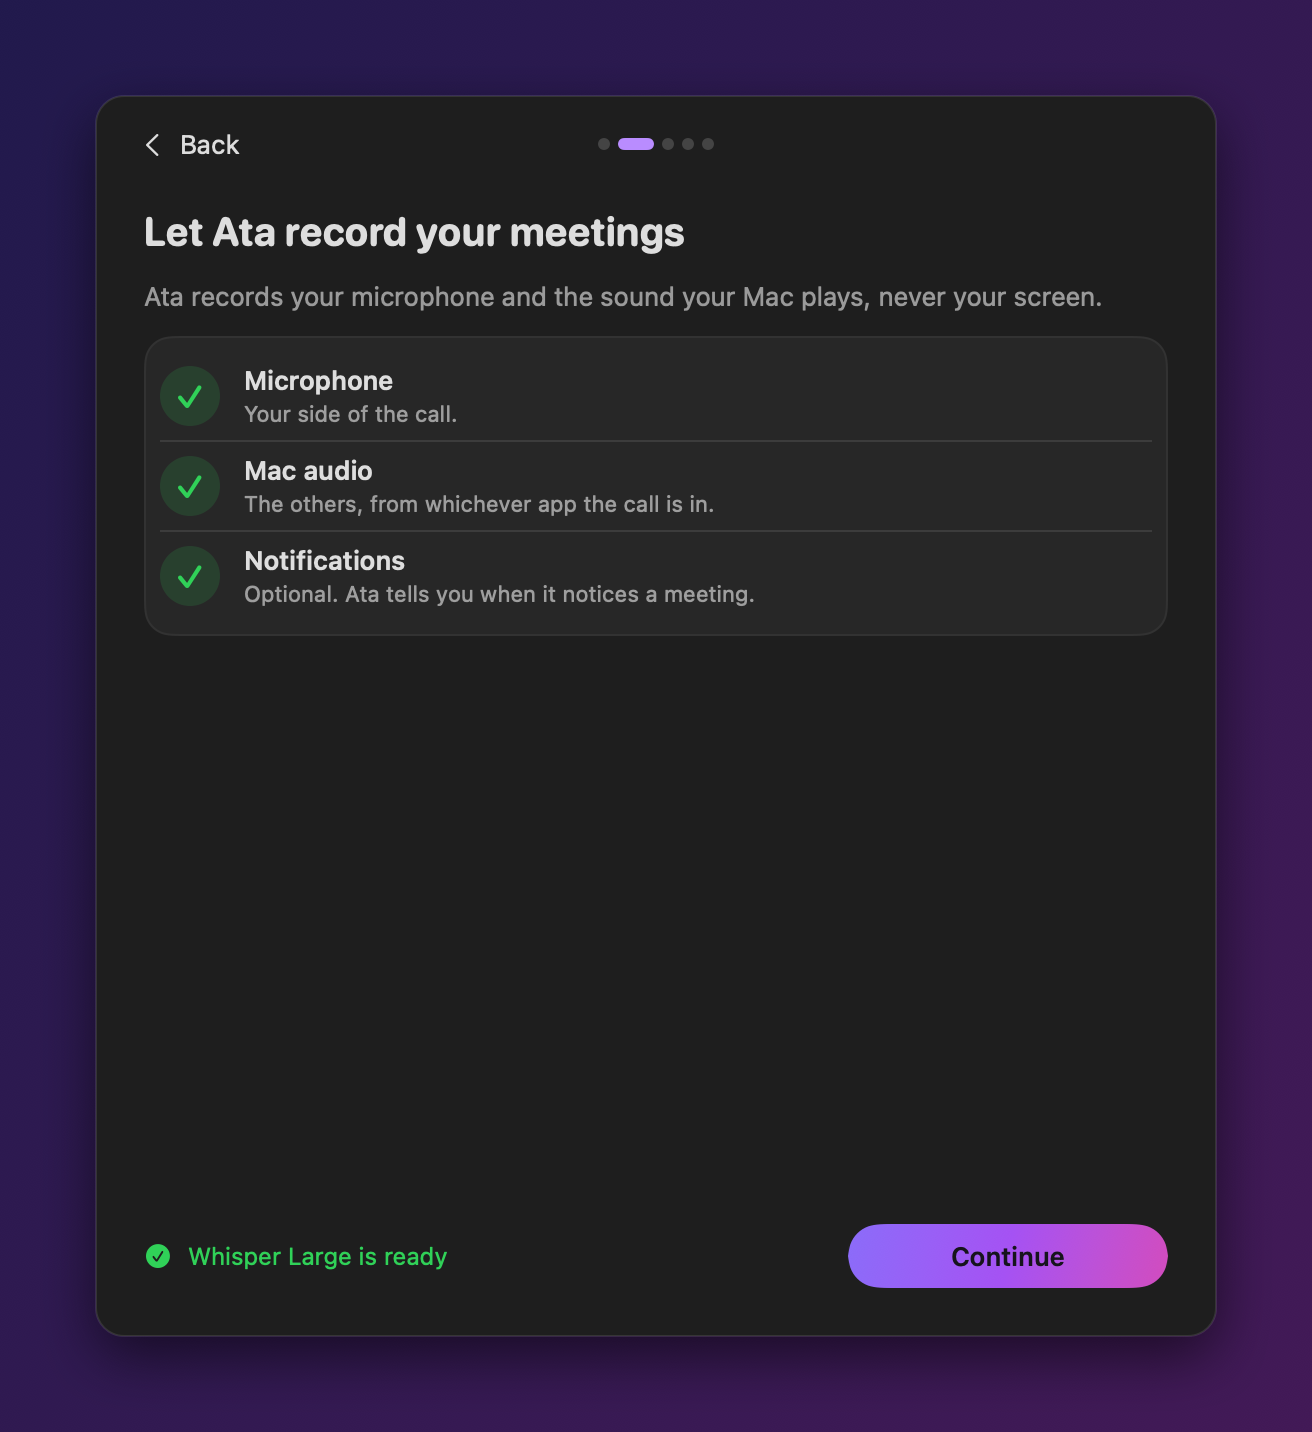 Back
Let Ata record your meetings
Ata records your microphone and the sound your Mac plays, never your screen.
Microphone
Your side of the call.
Mac audio
The others, from whichever app the call is in.
Notifications
Optional. Ata tells you when it notices a meeting.
Whisper Large is ready
Continue